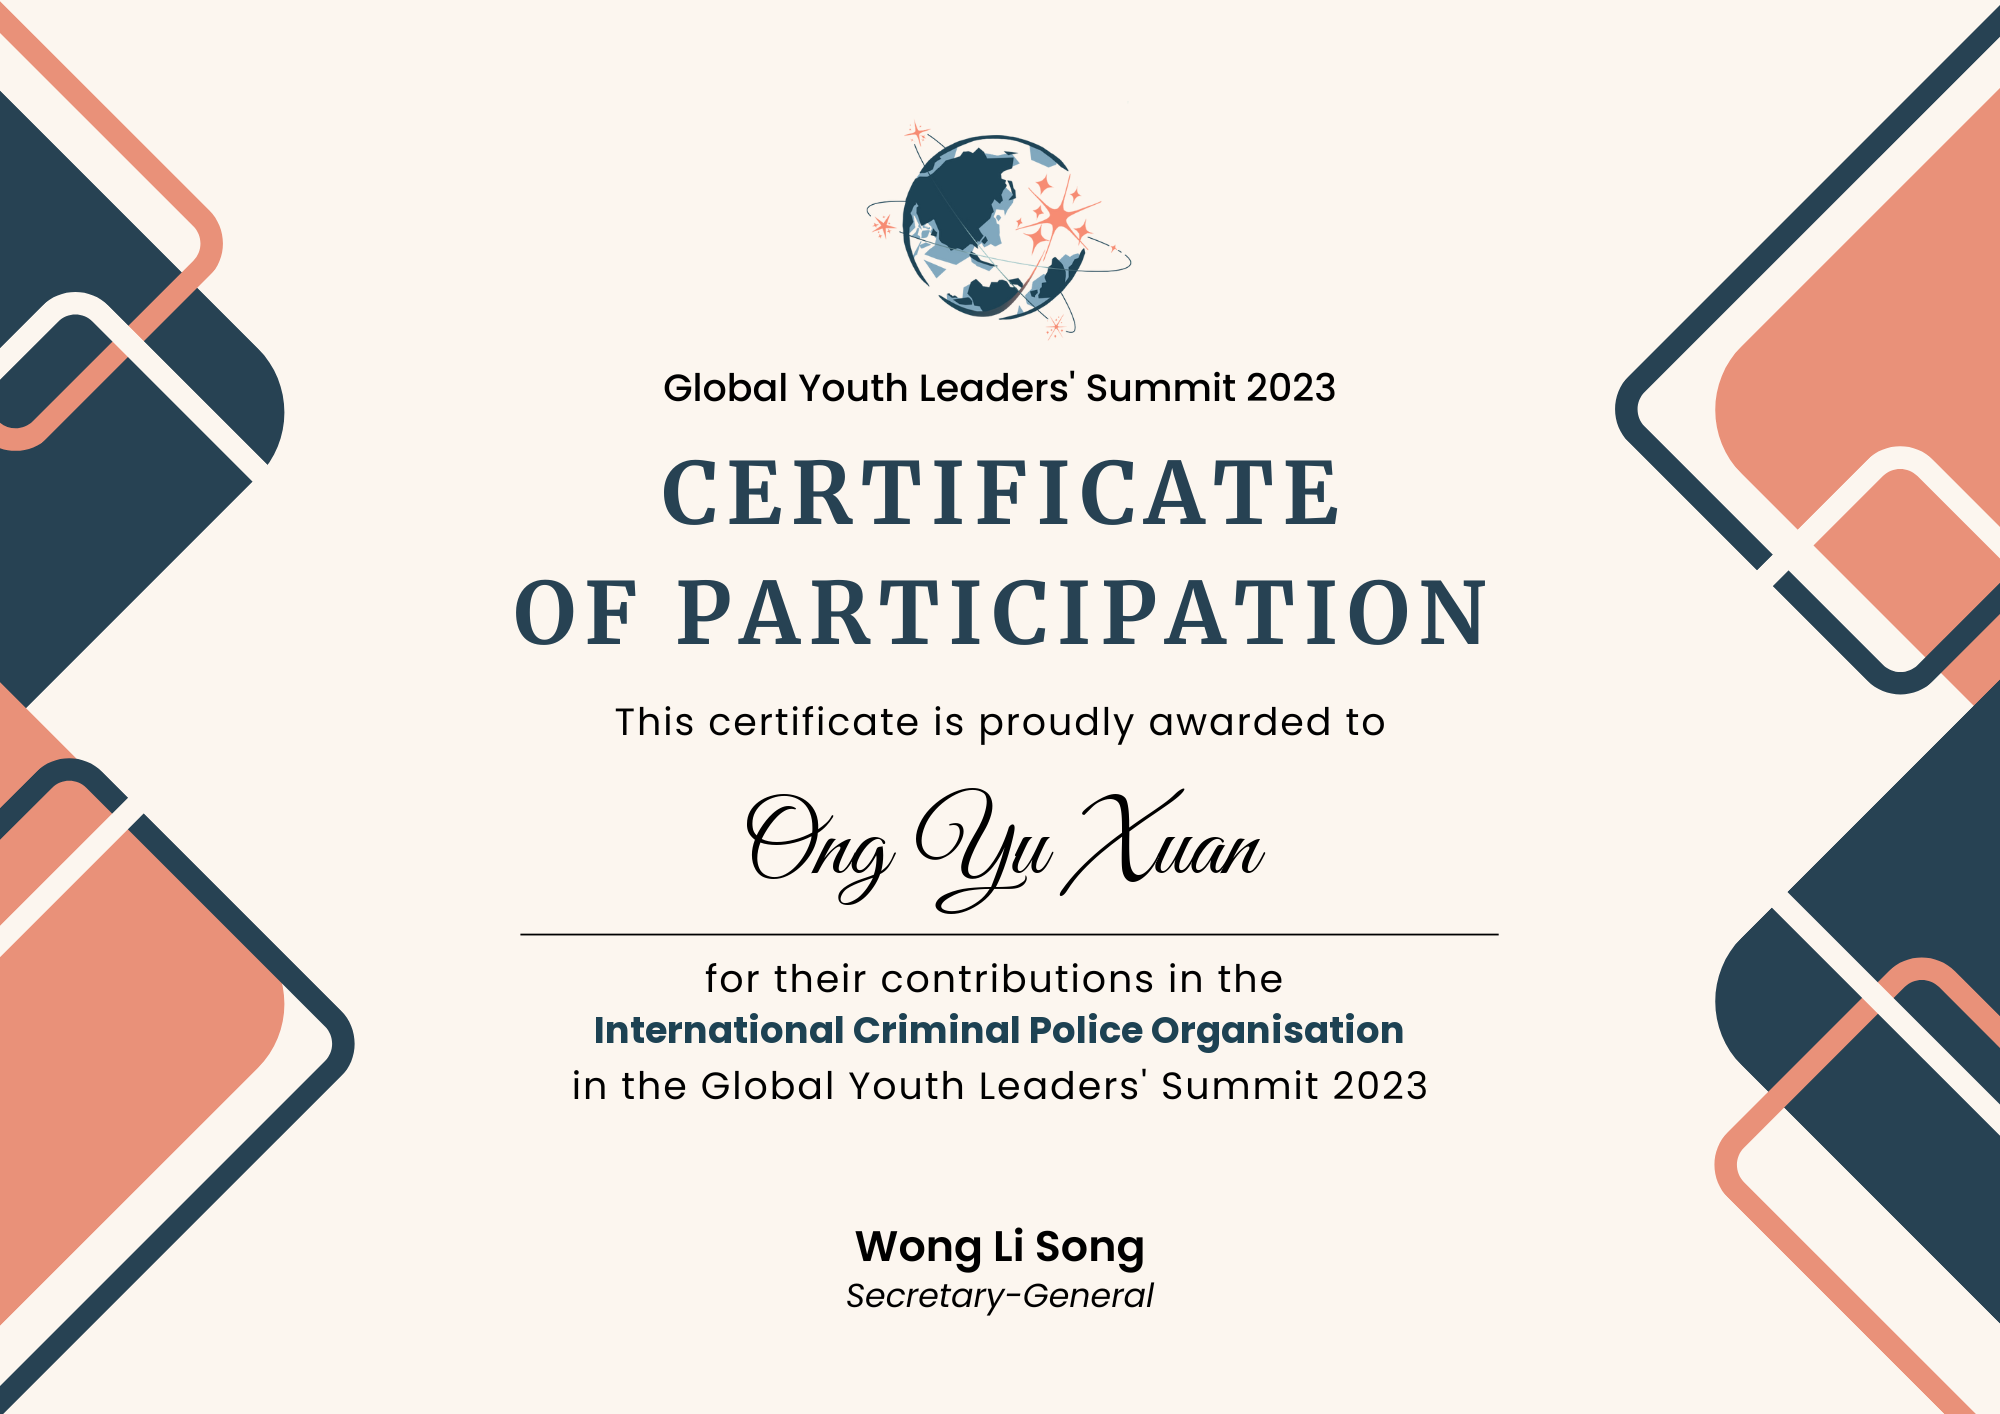 Global Youth Leaders' Summit 2023
CERTIFICATE
OF PARTICIPATION
This certificate is proudly awarded to
Ong Yu Xuan
for their contributions in the
International Criminal Police Organisation
in the Global Youth Leaders' Summit 2023
Wong Li Song
Secretary-General